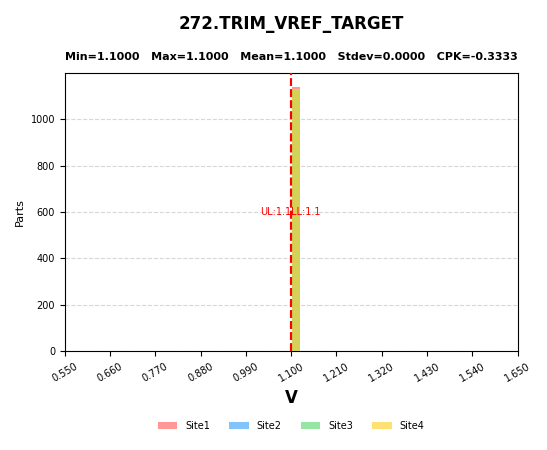 272.TRIM_VREF_TARGET
Min=1.1000 Max=1.1000 Mean=1.1000 Stdev=0.0000 CPK=-0.3333
Parts
1000
800
600
400
200
0
UL:1.1LL:1.1
0.550 0.660 0.770 0.880 0.990 1.100 1.210 1.320 1.430 1.540 1.650
V
Site1 Site2 Site3 Site4